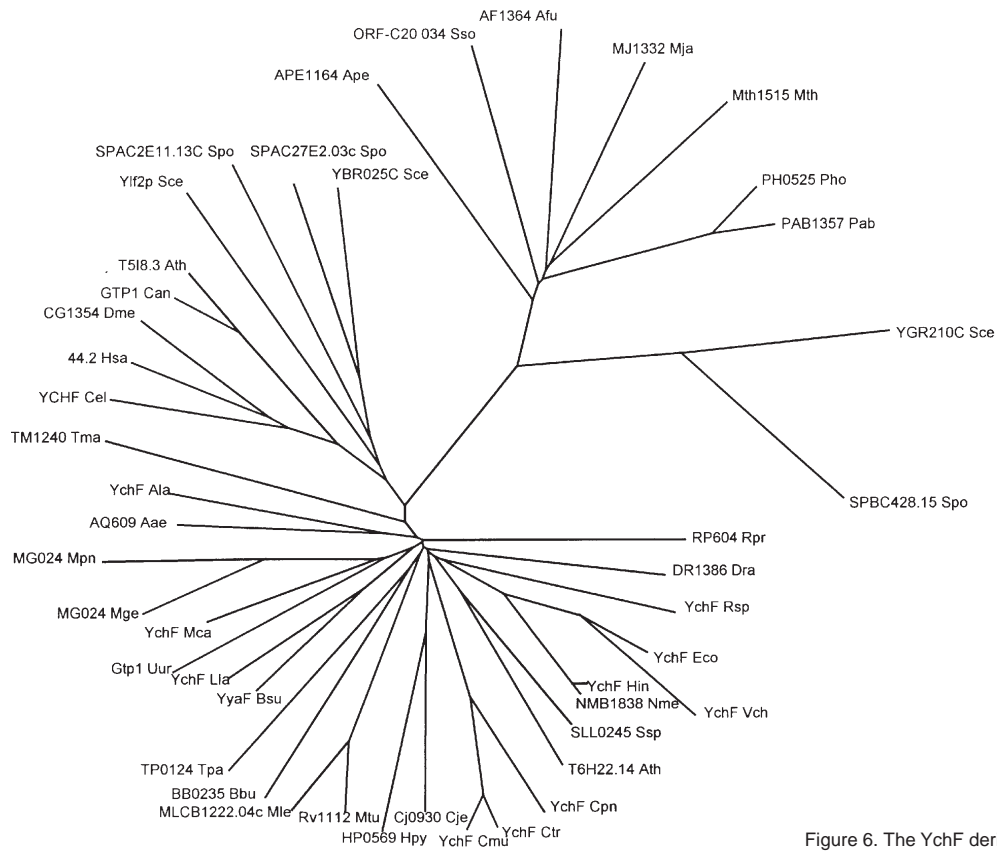 AF1364 Afu
ORF-C20 034 Sso
MJ1332 Mja
APE1164 Ape
Mth1515 Mth
SPAC2E11.13C Spo
SPAC27E2.03c Spo
YBR025C Sce
Ylf2p Sce
PH0525 Pho
PAB1357 Pab
T5I8.3 Ath
GTP1 Can
CG1354 Dme
YGR210C Sce
44.2 Hsa
YCHF Cel
TM1240 Tma
YchF Ala
SPBC428.15 Spo
AQ609 Aae
RP604 Rpr
MG024 Mpn
DR1386 Dra
MG024 Mge
YchF Rsp
YchF Mca
YchF Eco
Gtp1 Uur
YchF Lla
YchF Hin
YyaF Bsu
NMB1838 Nme
YchF Vch
SLL0245 Ssp
TP0124 Tpa
T6H22.14 Ath
BB0235 Bbu
MLCB1222.04c Mle
Rv1112 Mtu
Cj0930 Cje
YchF Cpn
HP0569 Hpy
YchF Cmu
YchF Ctr
Figure 6. The YchF der